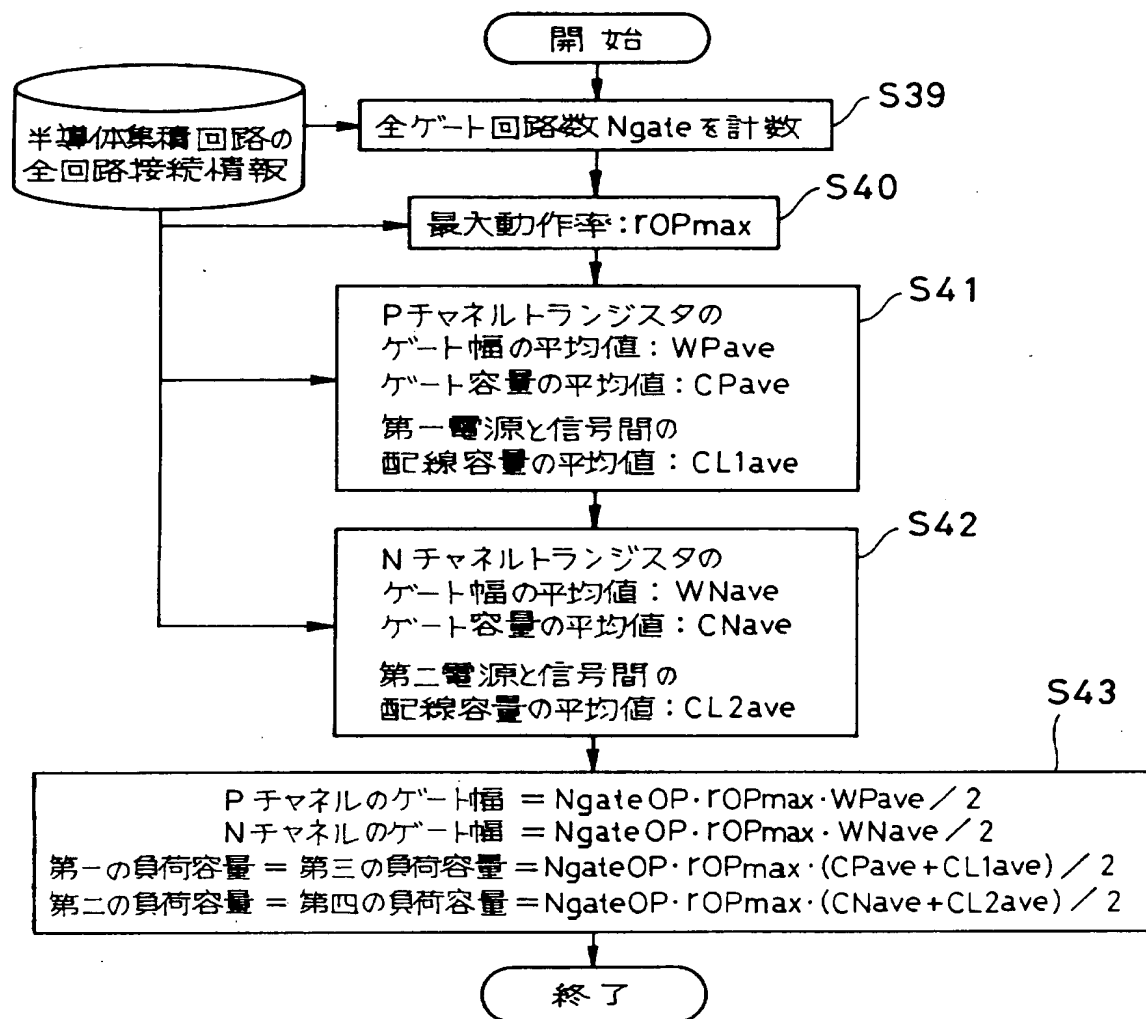 開始
半導体集積回路の
全回路接続情報
全ゲート回路数Ngateを計数
S39
最大動作率:rOPmax
S40
Pチャネルトランジスタの
ゲート幅の平均値:WPave
ゲート容量の平均値:CPave
第一電源と信号間の
配線容量の平均値:CL1ave
S41
Nチャネルトランジスタの
ゲート幅の平均値:WNave
ゲート容量の平均値:CNave
第二電源と信号間の
配線容量の平均値:CL2ave
S42
S43
Pチャネルのゲート幅 =NgateOP・rOPmax・WPave/2
Nチャネルのゲート幅 =NgateOP・rOPmax・WNave/2
第一の負荷容量 = 第三の負荷容量 =NgateOP・rOPmax・(CPave+CL1ave)/2
第二の負荷容量 = 第四の負荷容量 =NgateOP・rOPmax・(CNave+CL2ave)/2
終了